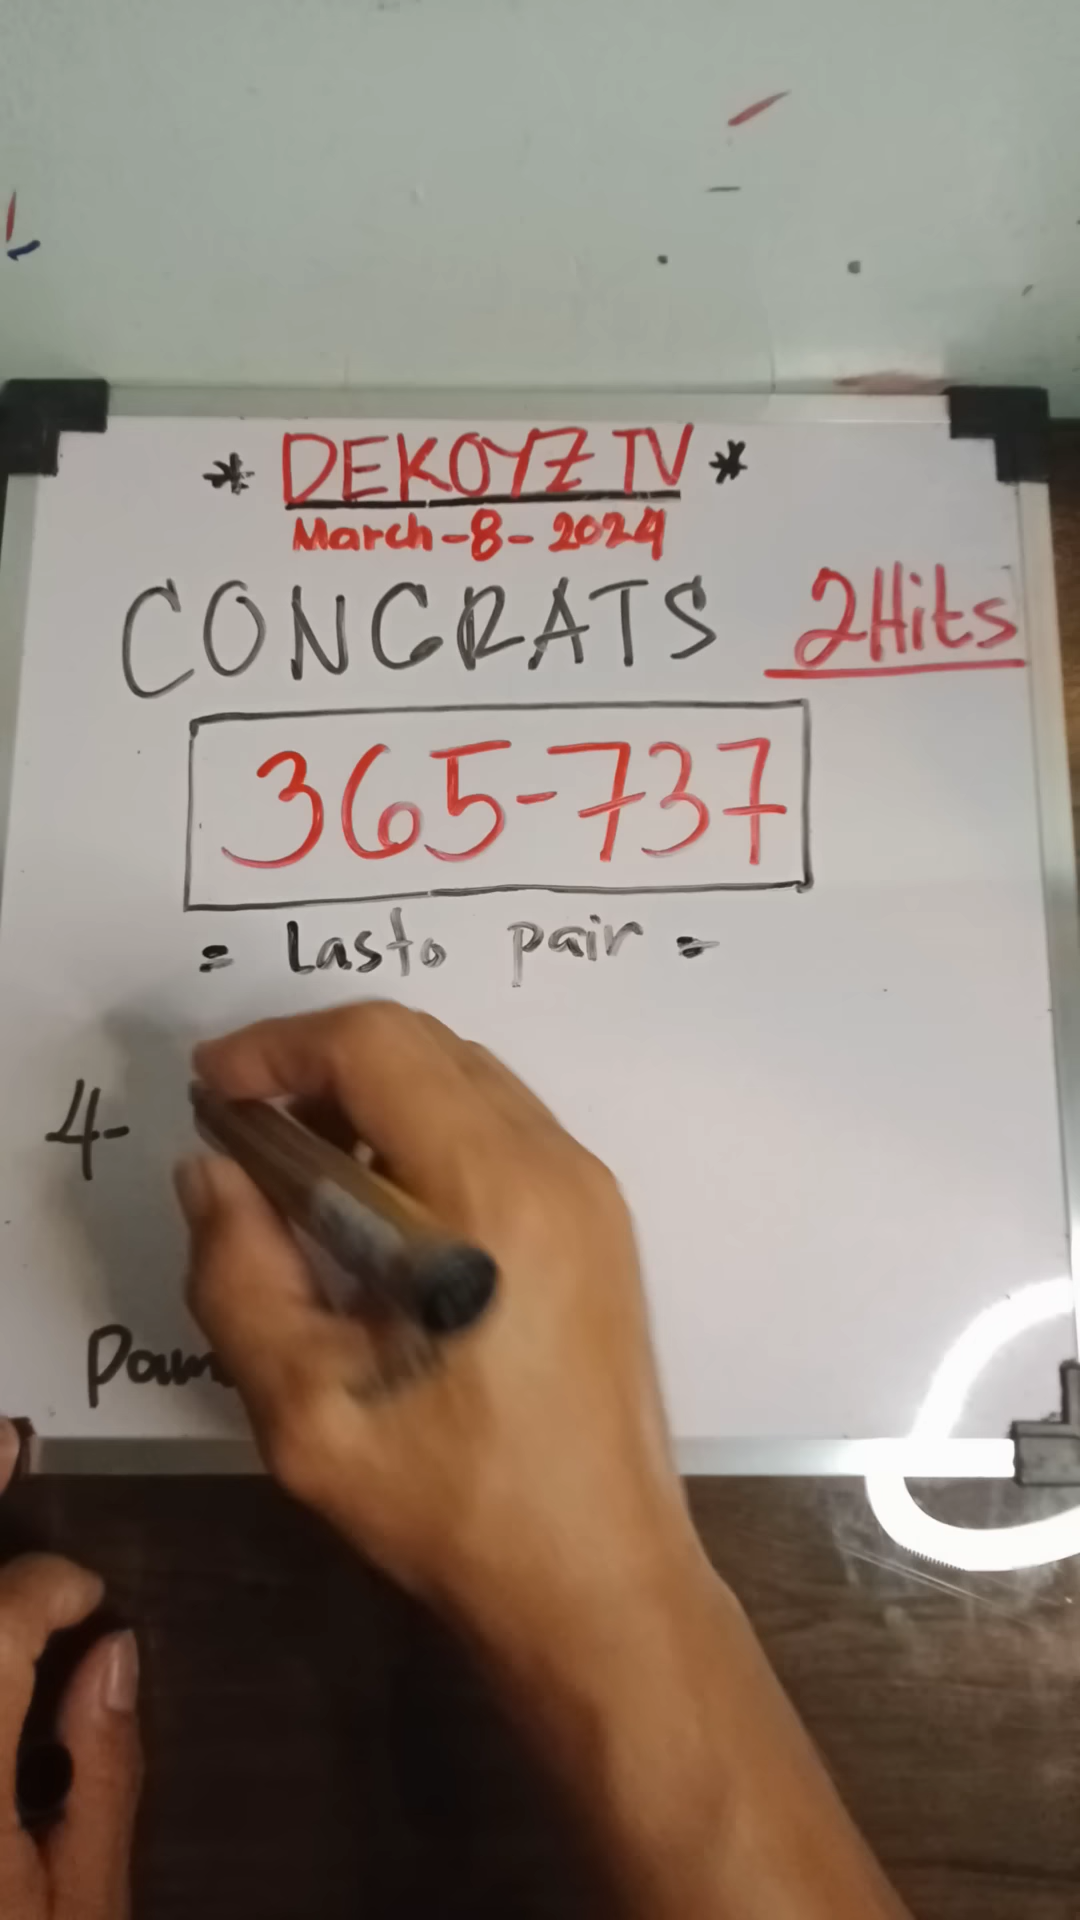 * DEKOYZ TV *
March-8-2024
CONGRATS 2Hits
365-737
= Lasto pair =
4-